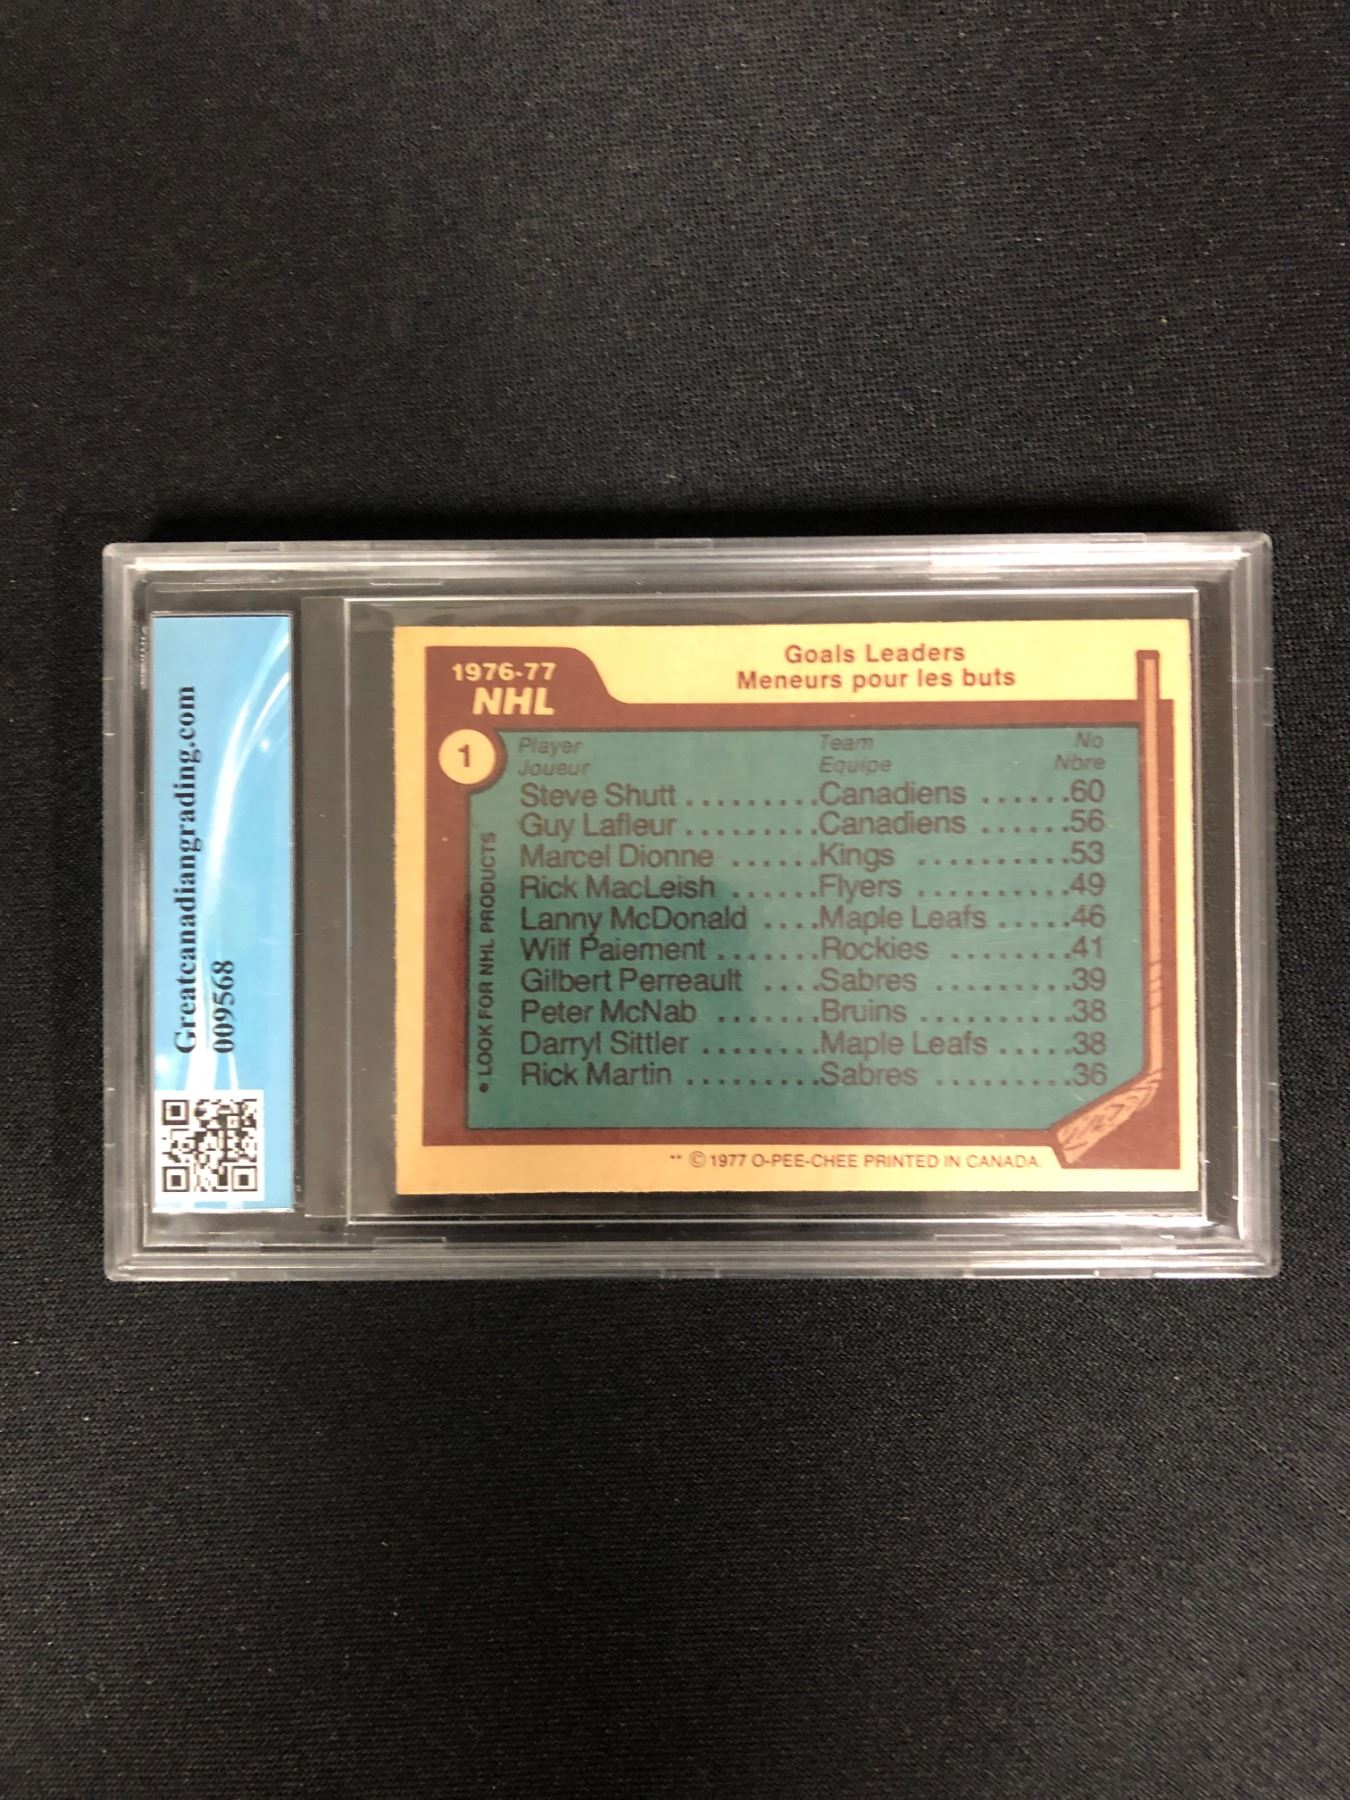 Greatcanadiangrading.com
009568
1976-77
NHL
Goals Leaders
Meneurs pour les buts
1
Player Team No
Joueur Equipe Nbre
Steve Shutt .........Canadiens ......60
Guy Lafleur .........Canadiens ......56
Marcel Dionne ......Kings ..........53
Rick MacLeish ......Flyers ..........49
Lanny McDonald ....Maple Leafs .....46
Wilf Paiement .......Rockies ........41
Gilbert Perreault ....Sabres .........39
Peter McNab .......Bruins ..........38
Darryl Sittler ........Maple Leafs .....38
Rick Martin .........Sabres .........36
• LOOK FOR NHL PRODUCTS
** © 1977 O-PEE-CHEE PRINTED IN CANADA.